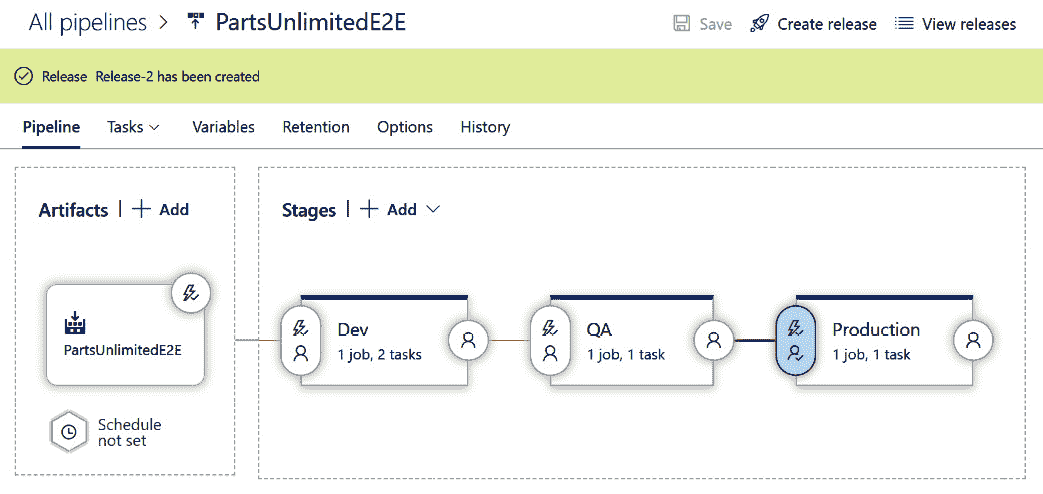 All pipelines > PartsUnlimitedE2E
Save Create release View releases
Release Release-2 has been created
Pipeline Tasks Variables Retention Options History
Artifacts | + Add
Stages | + Add
PartsUnlimitedE2E
Schedule
not set
Dev
1 job, 2 tasks
QA
1 job, 1 task
Production
1 job, 1 task